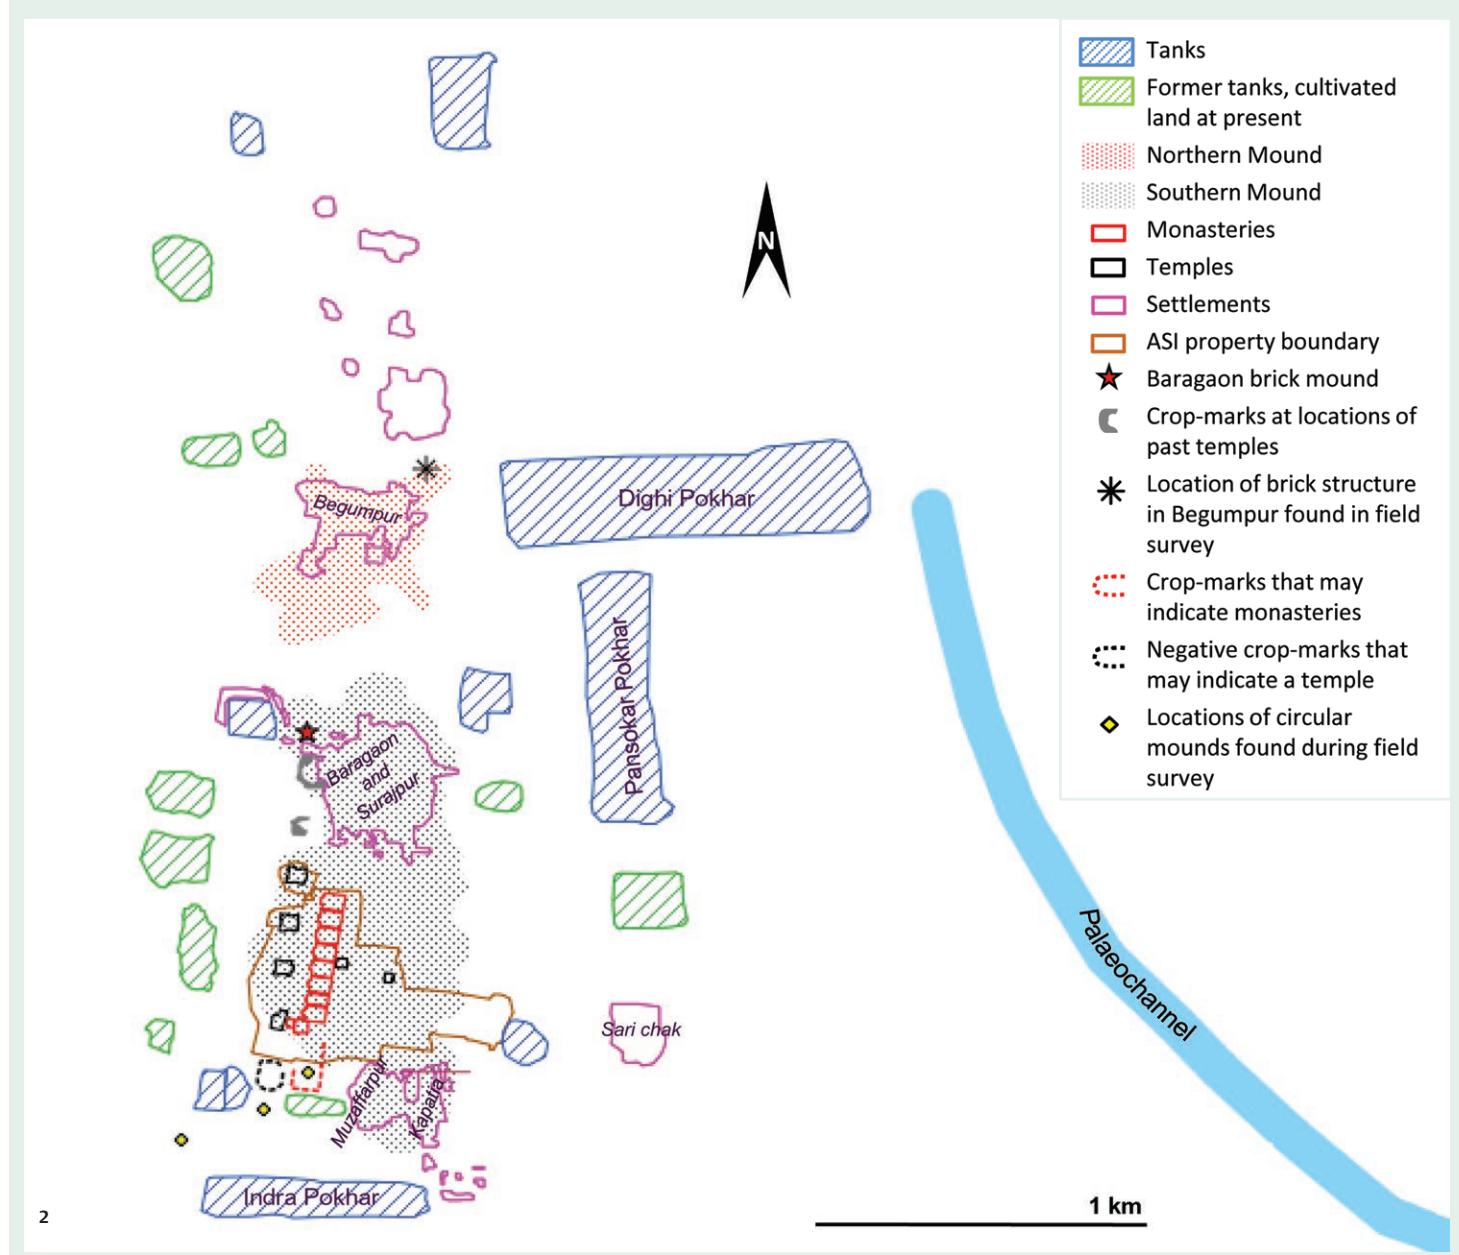 Tanks
Former tanks, cultivated
land at present
Northern Mound
Southern Mound
Monasteries
Temples
Settlements
ASI property boundary
Baragaon brick mound
Crop-marks at locations of
past temples
Location of brick structure
in Begumpur found in field
survey
Crop-marks that may
indicate monasteries
Negative crop-marks that
may indicate a temple
Locations of circular
mounds found during field
survey
N
Dighi Pokhar
Begumpur
Pansokar Pokhar
Baragaon
and
Surajpur
Palaeochannel
Sari chak
Muzaffarpur
Kapatia
Indra Pokhar
1 km
2